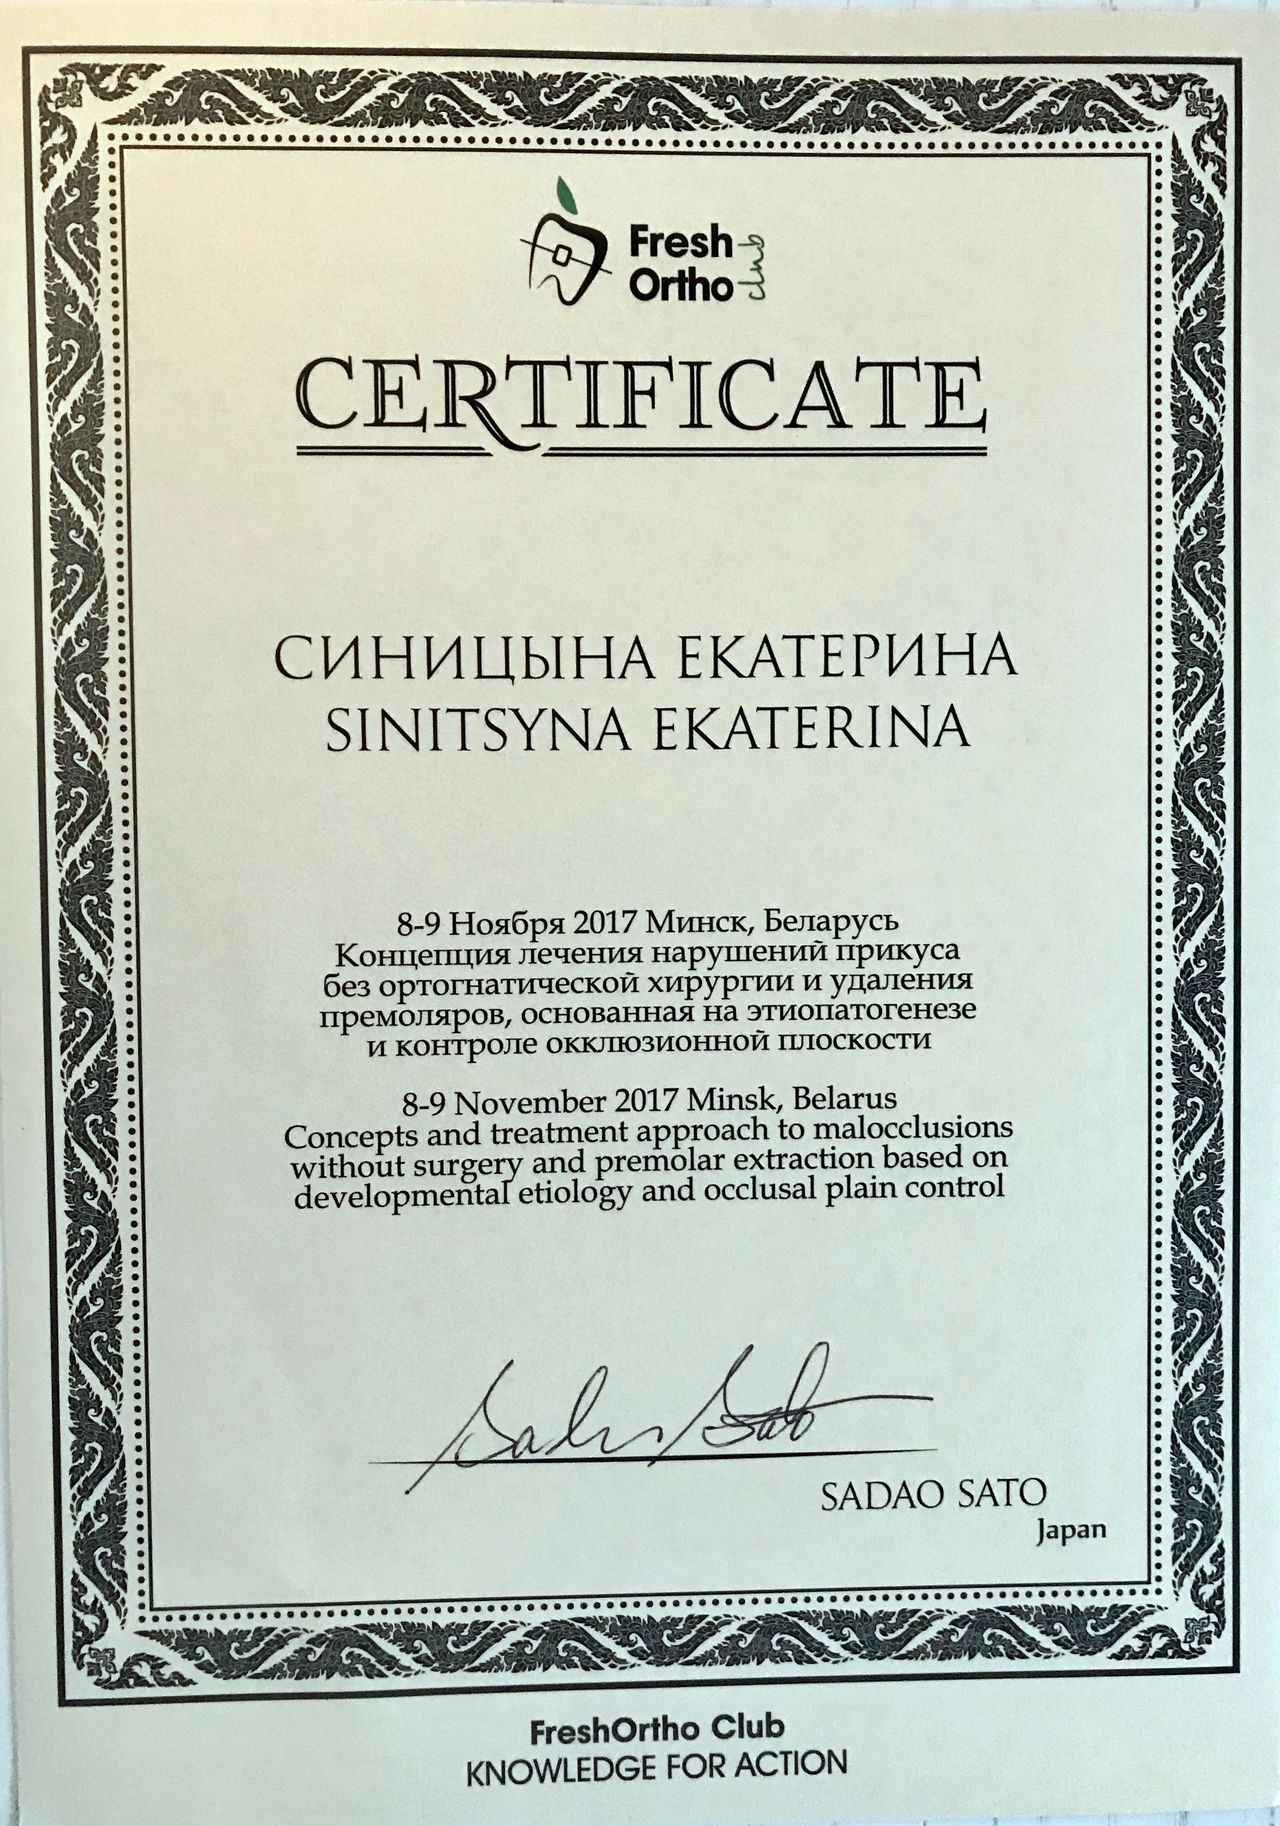 Fresh
Ortho
club
CERTIFICATE
СИНИЦЫНА ЕКАТЕРИНА
SINITSYNA EKATERINA
8-9 Ноября 2017 Минск, Беларусь
Концепция лечения нарушений прикуса
без ортогнатической хирургии и удаления
премоляров, основанная на этиопатогенезе
и контроле окклюзионной плоскости
8-9 November 2017 Minsk, Belarus
Concepts and treatment approach to malocclusions
without surgery and premolar extraction based on
developmental etiology and occlusal plain control
Sadao Sato
SADAO SATO
Japan
FreshOrtho Club
KNOWLEDGE FOR ACTION